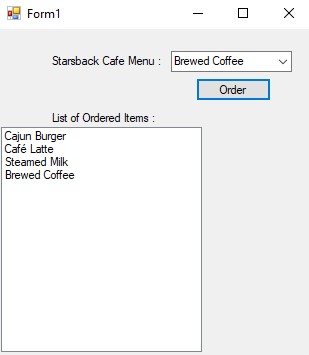 Form1
Starsback Cafe Menu : Brewed Coffee
Order
List of Ordered Items :
Cajun Burger
Café Latte
Steamed Milk
Brewed Coffee